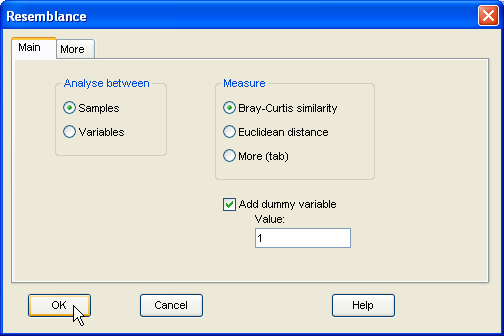 Resemblance
Main More
Analyse between
Samples
Variables
Measure
Bray-Curtis similarity
Euclidean distance
More (tab)
Add dummy variable
Value:
1
OK Cancel Help